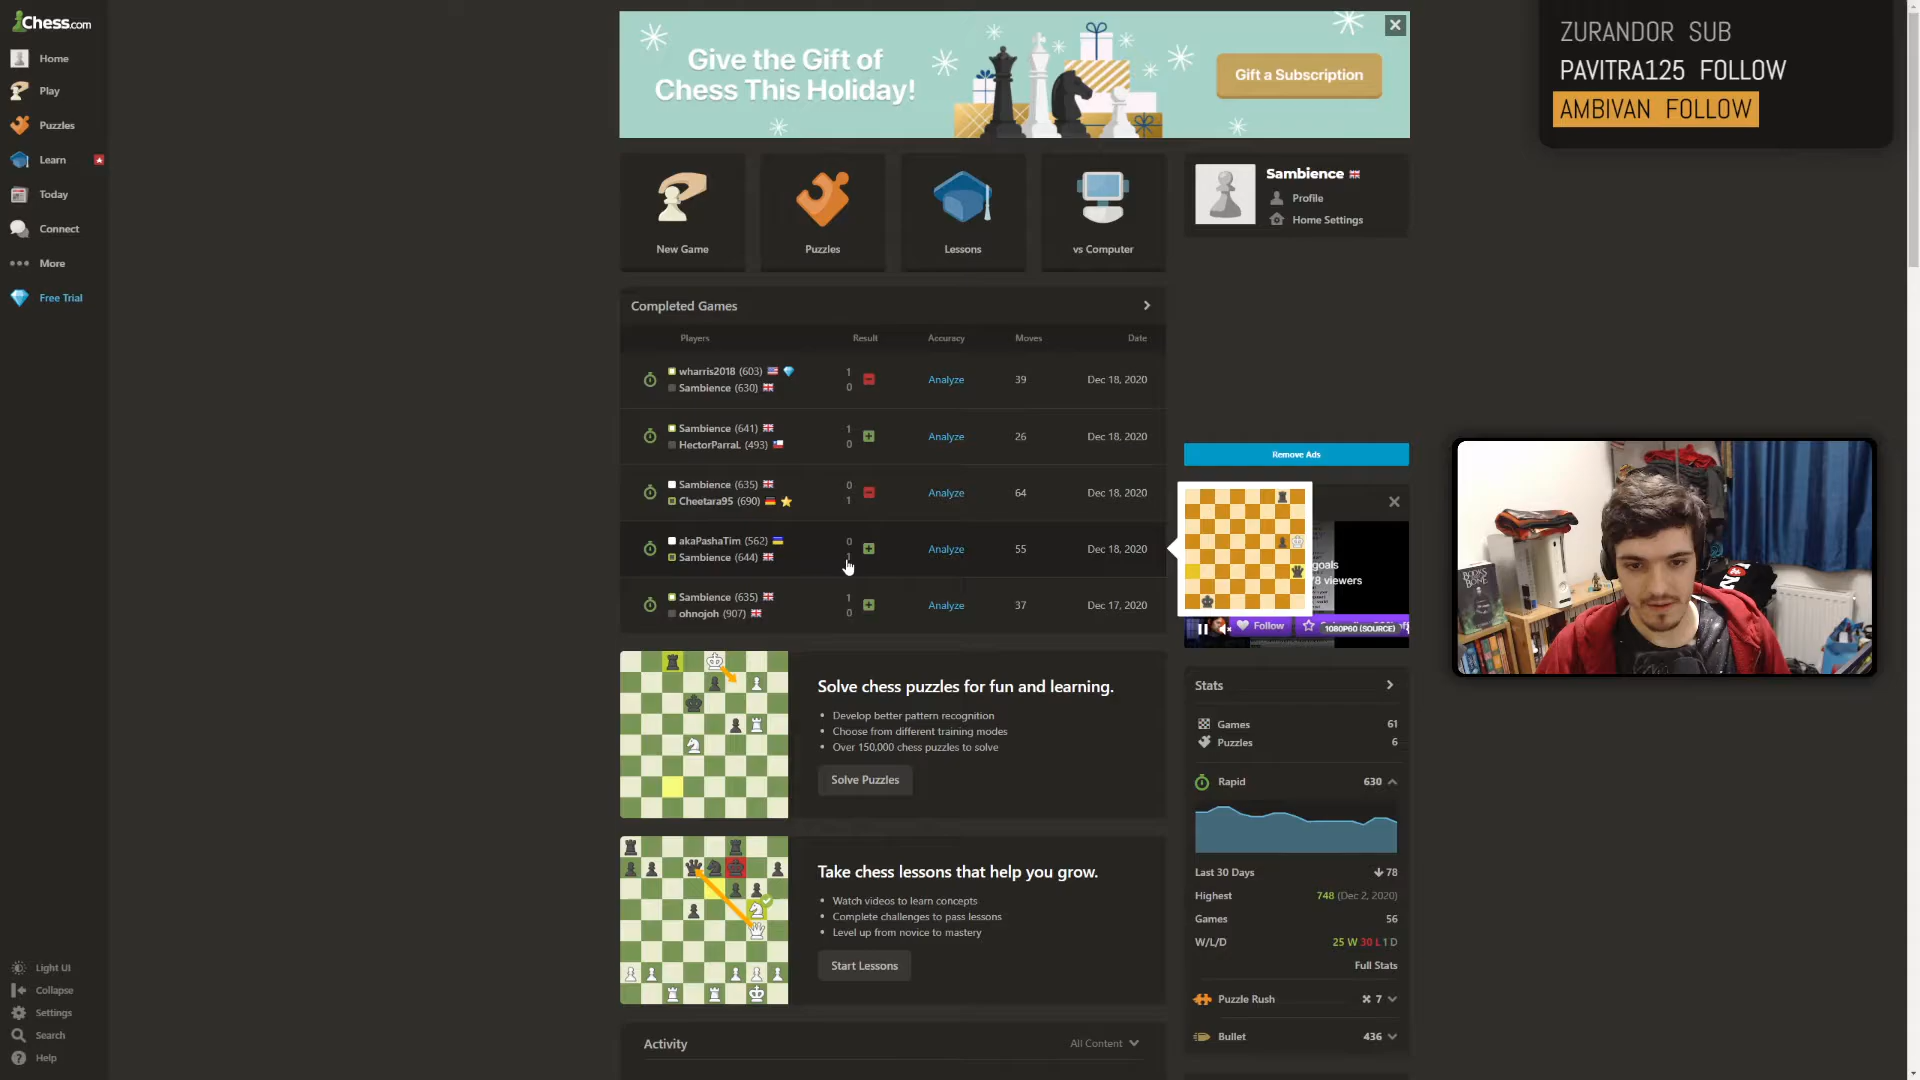 Chess.com
Home
Play
Puzzles
Learn
Today
Connect
More
Free Trial
Light UI
Collapse
Settings
Search
Help
Give the Gift of
Chess This Holiday!
Gift a Subscription
New Game
Puzzles
Lessons
vs Computer
Sambience
Profile
Home Settings
Completed Games
Players Result Accuracy Moves Date
wharris2018 (603) 1
Sambience (630) 0
Analyze 39 Dec 18, 2020
Sambience (641) 1
HectorParraL (493) 0
Analyze 26 Dec 18, 2020
Sambience (635) 0
Cheetara95 (690) 1
Analyze 64 Dec 18, 2020
akaPashaTim (562) 0
Sambience (644) 1
Analyze 55 Dec 18, 2020
Sambience (635) 1
ohnojoh (907) 0
Analyze 37 Dec 17, 2020
Solve chess puzzles for fun and learning.
• Develop better pattern recognition
• Choose from different training modes
• Over 150,000 chess puzzles to solve
Solve Puzzles
Take chess lessons that help you grow.
• Watch videos to learn concepts
• Complete challenges to pass lessons
• Level up from novice to mastery
Start Lessons
Activity All Content
Remove Ads
goals
78 viewers
Follow
1080P60 (SOURCE)
Stats
Games 61
Puzzles 6
Rapid 630
Last 30 Days 78
Highest 748 (Dec 2, 2020)
Games 56
W/L/D 25 W 30 L 1 D
Full Stats
Puzzle Rush 7
Bullet 436
ZURANDOR SUB
PAVITRA125 FOLLOW
AMBIVAN FOLLOW
BOOKS
BONE